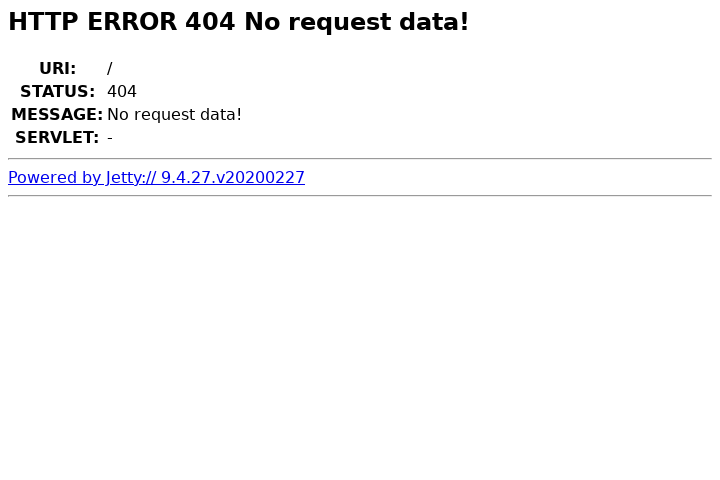 HTTP ERROR 404 No request data!
URI: /
STATUS: 404
MESSAGE: No request data!
SERVLET: -
Powered by Jetty:// 9.4.27.v20200227